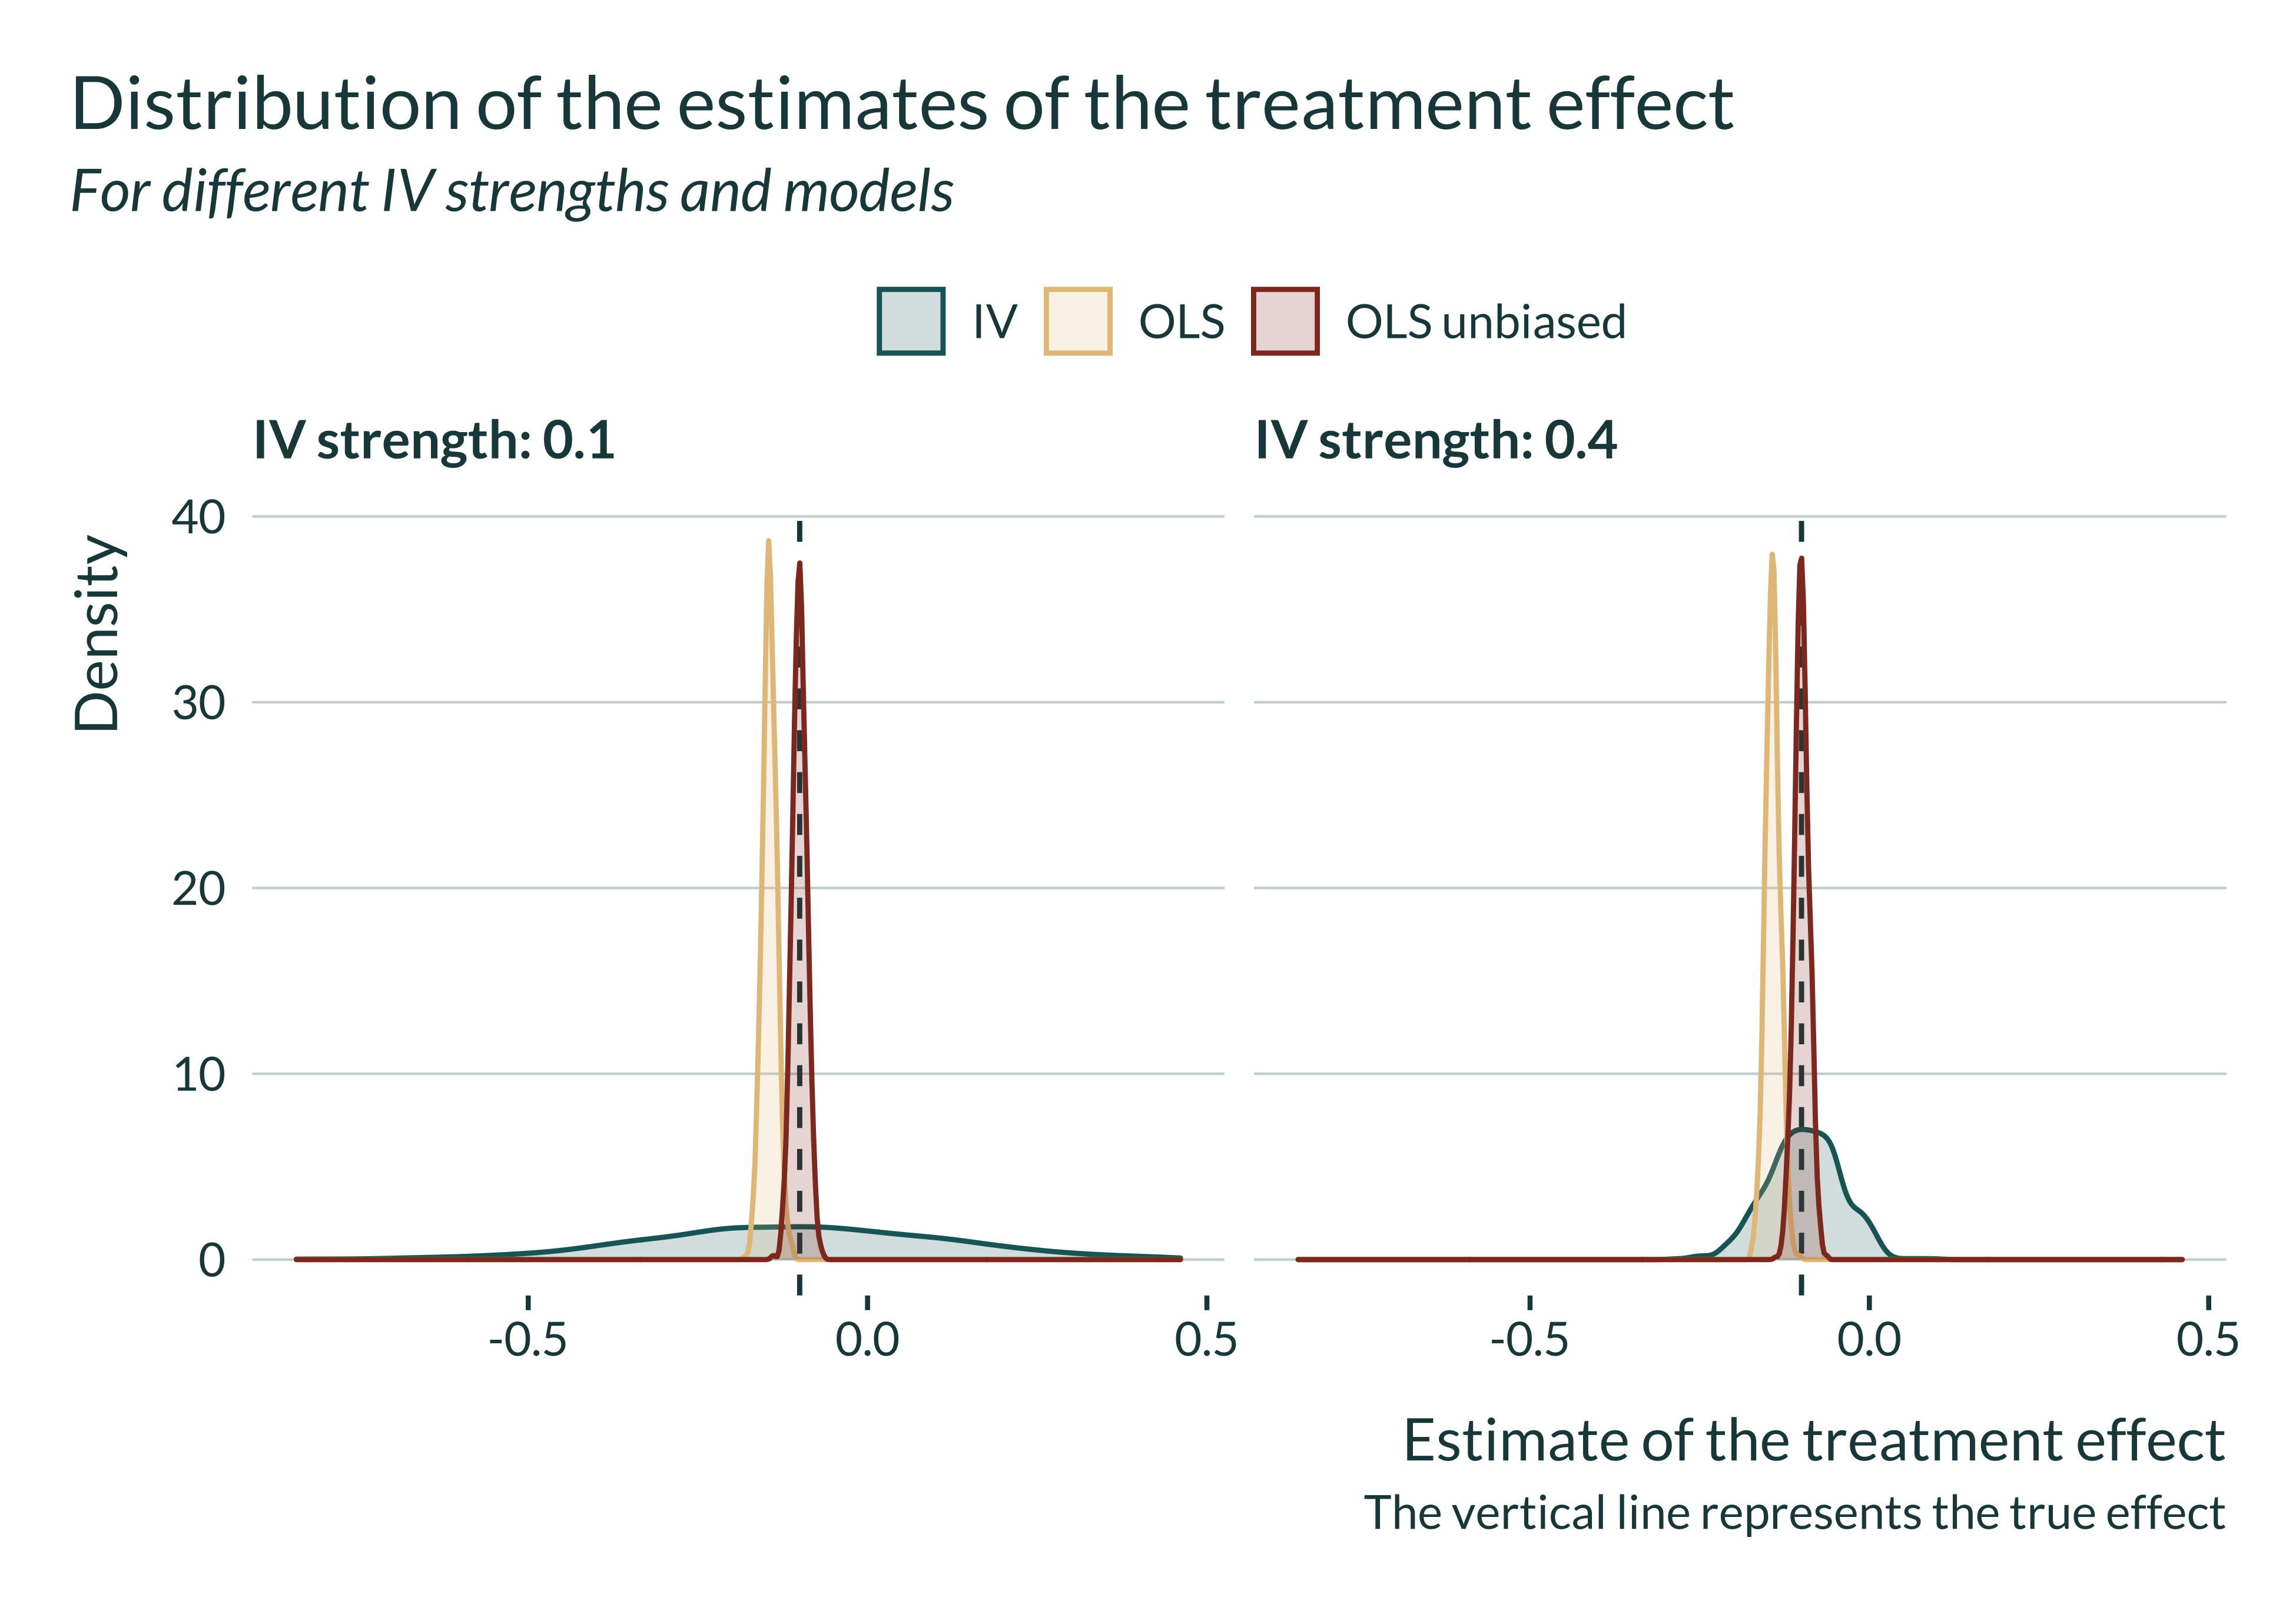 Distribution of the estimates of the treatment effect
For different IV strengths and models
IV OLS OLS unbiased
IV strength: 0.1
IV strength: 0.4
Density
40
30
20
10
0
-0.5 0.0 0.5
-0.5 0.0 0.5
Estimate of the treatment effect
The vertical line represents the true effect